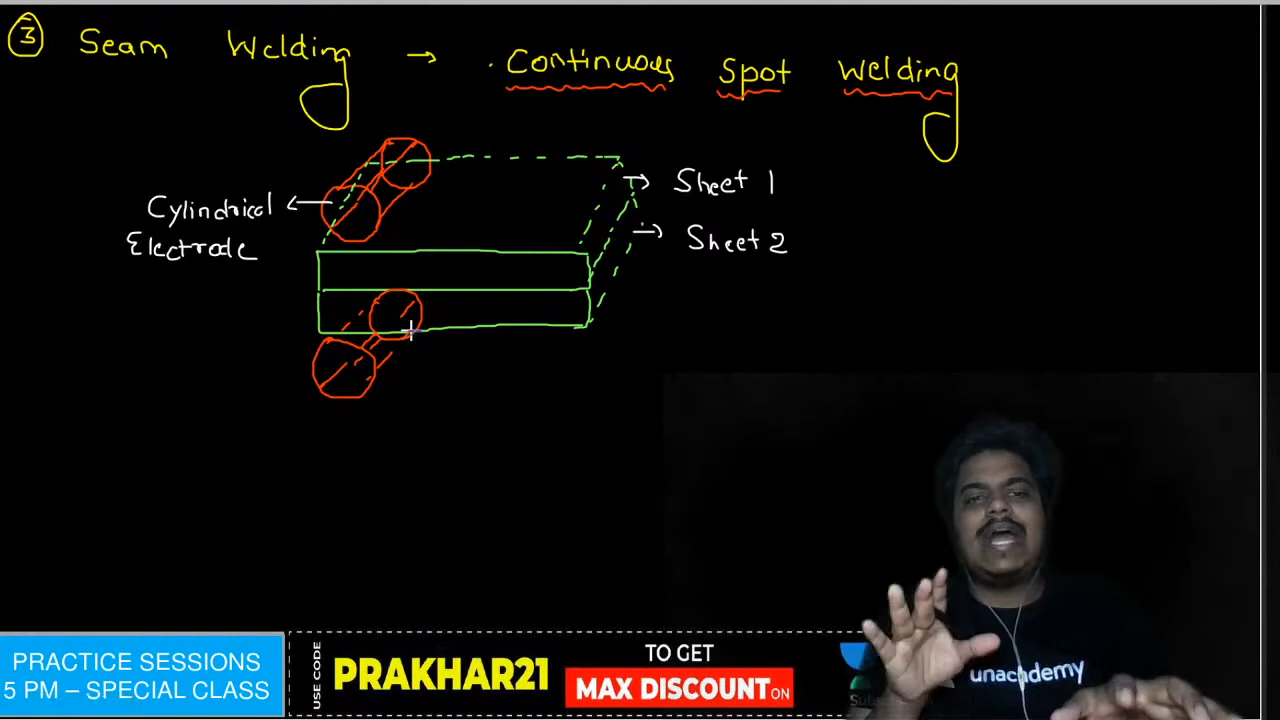 3 Seam Welding → Continuous Spot Welding
Sheet 1
Cylindrical
Electrode
Sheet 2
unacademy
PRACTICE SESSIONS
5 PM – SPECIAL CLASS
USE CODE
PRAKHAR21
TO GET
MAX DISCOUNT ON